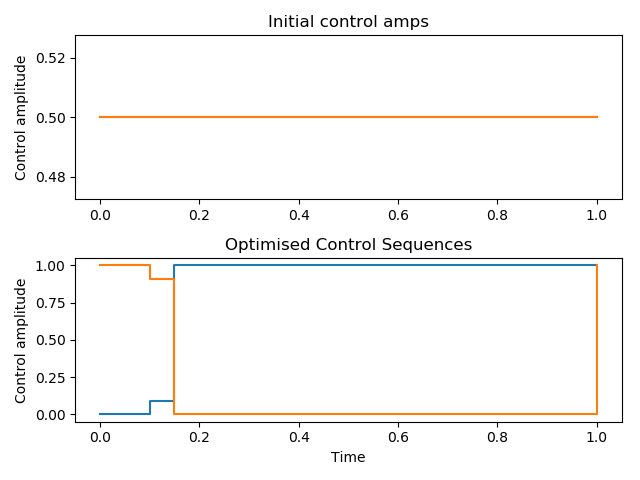 Initial control amps
Control amplitude
0.52
0.50
0.48
0.0 0.2 0.4 0.6 0.8 1.0
Optimised Control Sequences
Control amplitude
1.00
0.75
0.50
0.25
0.00
0.0 0.2 0.4 0.6 0.8 1.0
Time